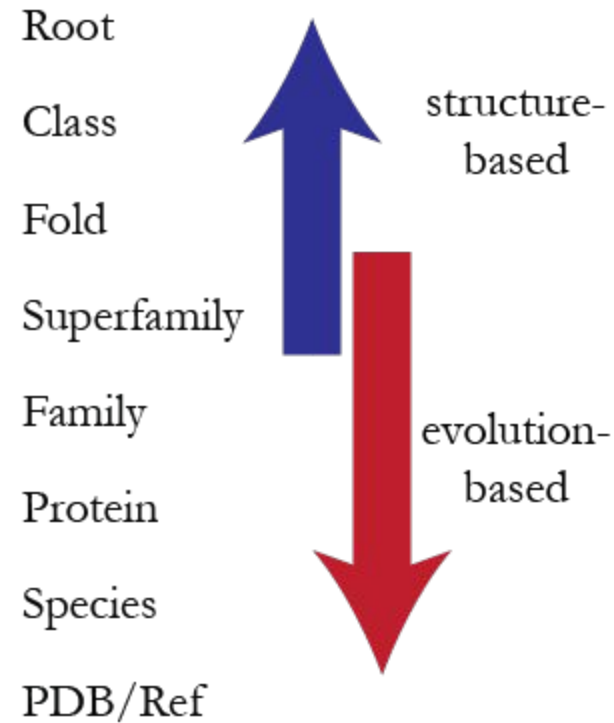 Root
Class
Fold
Superfamily
Family
Protein
Species
PDB/Ref
structure-
based
evolution-
based